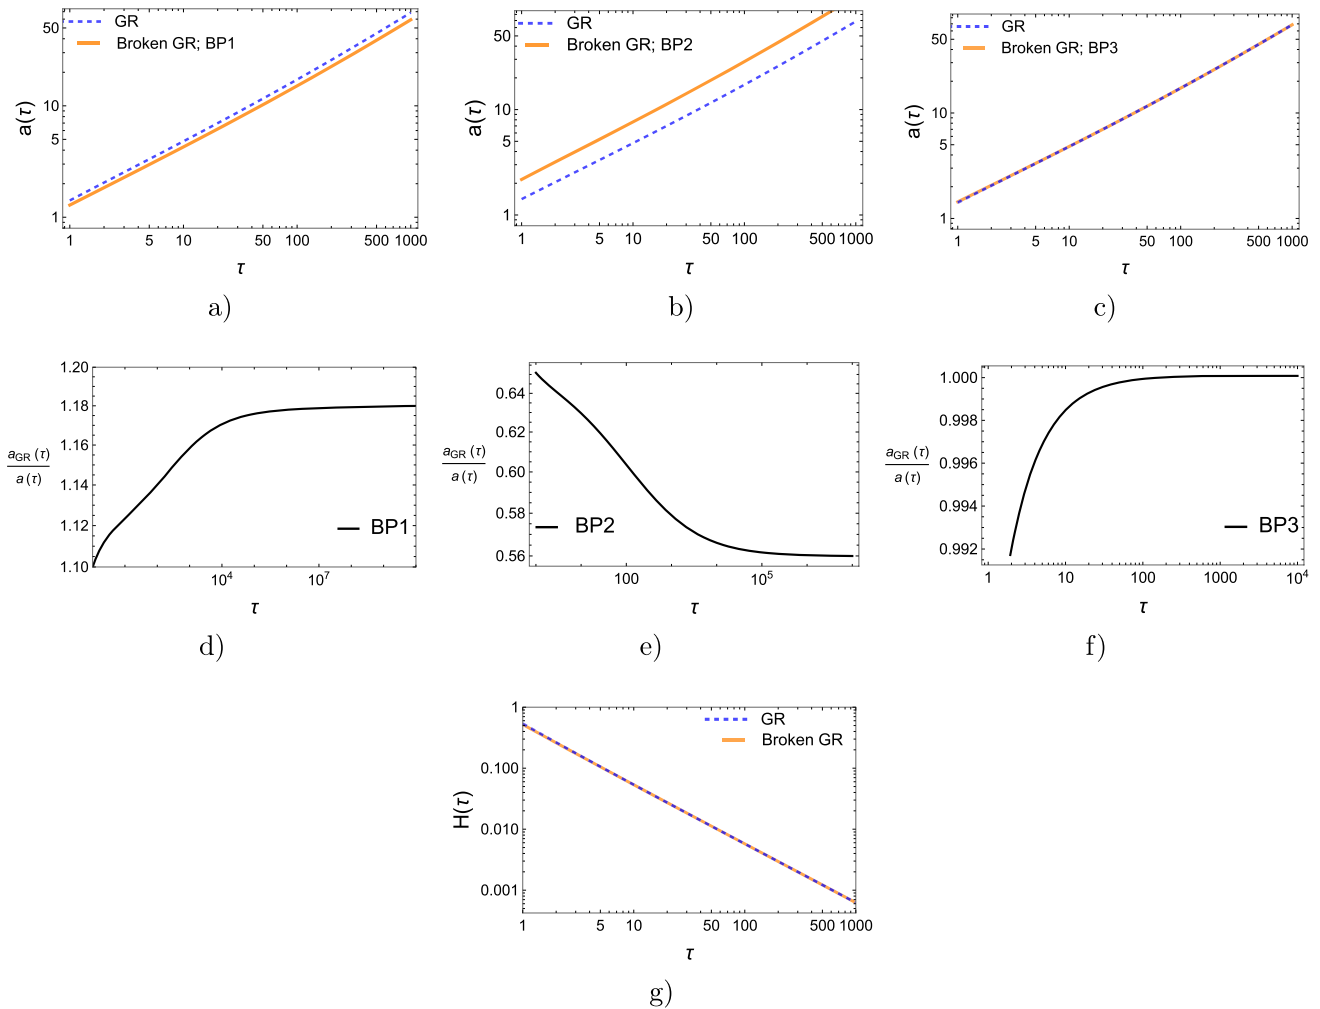 GR
Broken GR; BP1
50
10
5
1
a(τ)
1 5 10 50 100 500 1000
τ
a)
GR
Broken GR; BP2
50
10
5
1
a(τ)
1 5 10 50 100 500 1000
τ
b)
GR
Broken GR; BP3
50
10
5
1
a(τ)
1 5 10 50 100 500 1000
τ
c)
1.20
1.18
1.16
1.14
1.12
1.10
a_GR (τ)
a (τ)
BP1
10^4 10^7
τ
d)
0.64
0.62
0.60
0.58
0.56
a_GR (τ)
a (τ)
BP2
100 10^5
τ
e)
1.000
0.998
0.996
0.994
0.992
a_GR (τ)
a (τ)
BP3
1 10 100 1000 10^4
τ
f)
GR
Broken GR
1
0.100
0.010
0.001
H(τ)
1 5 10 50 100 500 1000
τ
g)